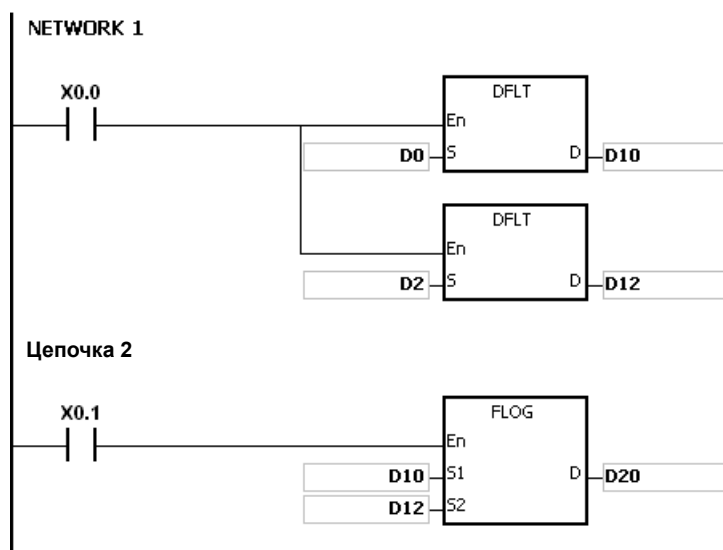 NETWORK 1
X0.0
DFLT
En
D0 S D D10
DFLT
En
D2 S D D12
Цепочка 2
X0.1
FLOG
En
D10 S1 D D20
D12 S2